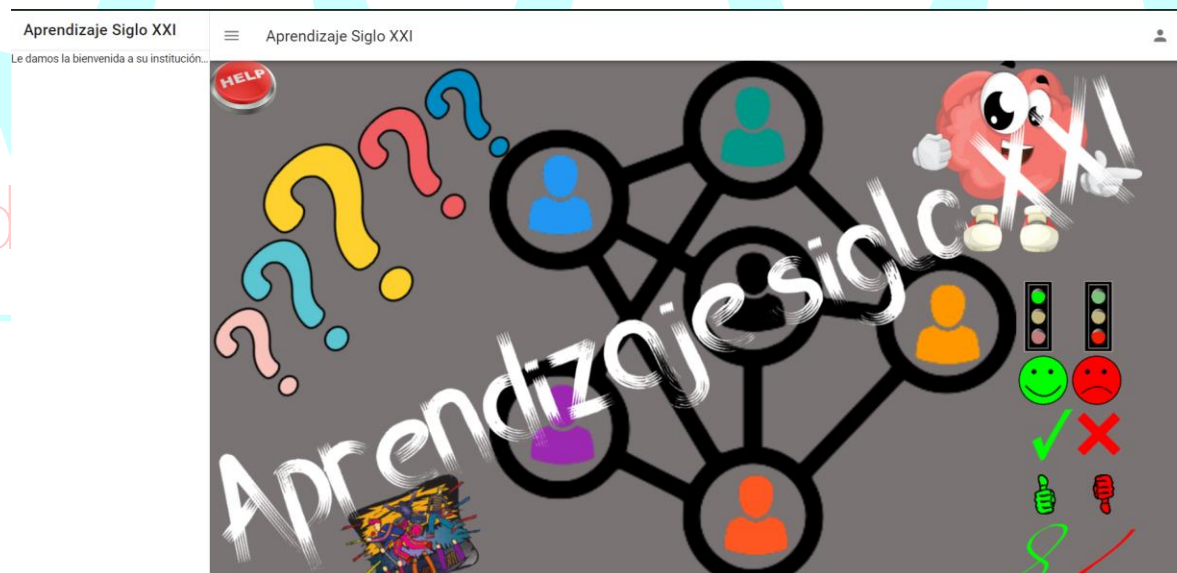 Aprendizaje Siglo XXI
Aprendizaje Siglo XXI
Le damos la bienvenida a su institución...
HELP
? ? ? ? ?
Aprendizaje siglo XXI